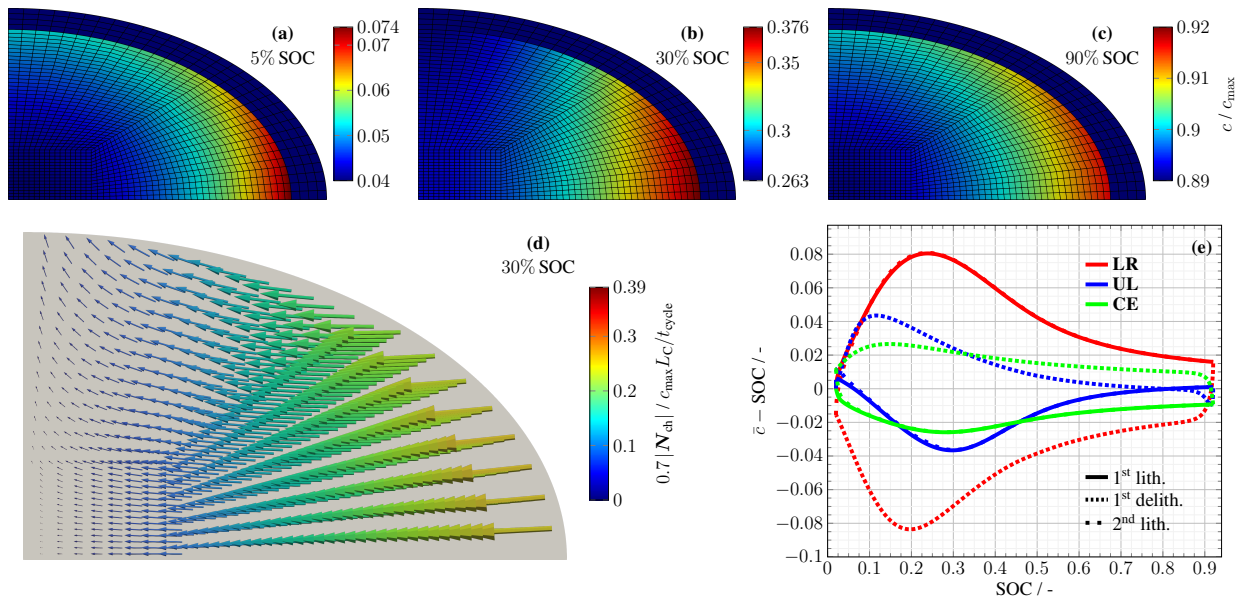 (a)
5% SOC
0.074
0.07
0.06
0.05
0.04
(b)
30% SOC
0.376
0.3
0.3
0.263
(c)
90% SOC
0.92
0.91
0.9
0.89
c / c_max
(d)
30% SOC
0.39
0.3
0.2
0.1
0
0.7 |N_ch| / c_max L_C/t_cycle
(e)
LR
UL
CE
1st lith.
1st delith.
2nd lith.
0.08
0.06
0.04
0.02
0
−0.02
−0.04
−0.06
−0.08
−0.1
c̄ − SOC / -
0 0.1 0.2 0.3 0.4 0.5 0.6 0.7 0.8 0.9
SOC / -